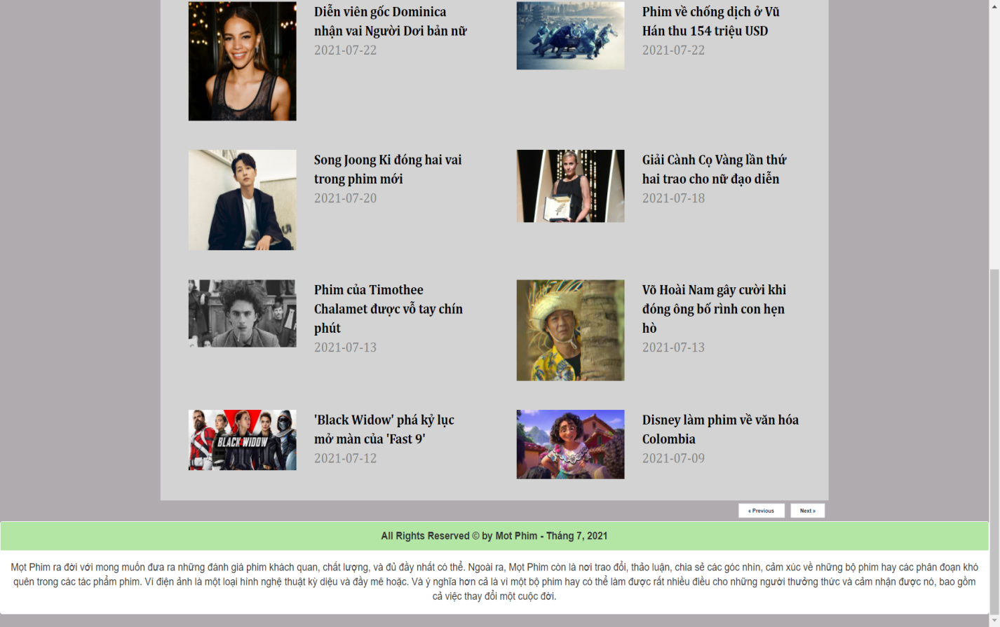 Diễn viên gốc Dominica
nhận vai Người Dơi bản nữ
2021-07-22
Phim về chống dịch ở Vũ
Hán thu 154 triệu USD
2021-07-22
Song Joong Ki đóng hai vai
trong phim mới
2021-07-20
Giải Cành Cọ Vàng lần thứ
hai trao cho nữ đạo diễn
2021-07-18
Phim của Timothee
Chalamet được vỗ tay chín
phút
2021-07-13
Võ Hoài Nam gây cười khi
đóng ông bố rình con hẹn
hò
2021-07-13
BLACK WIDOW
'Black Widow' phá kỷ lục
mở màn của 'Fast 9'
2021-07-12
Disney làm phim về văn hóa
Colombia
2021-07-09
« Previous
Next »
All Rights Reserved © by Mot Phim - Tháng 7, 2021
Mọt Phim ra đời với mong muốn đưa ra những đánh giá phim khách quan, chất lượng, và đủ đầy nhất có thể. Ngoài ra, Mọt Phim còn là nơi trao đổi, thảo luận, chia sẻ các góc nhìn, cảm xúc về những bộ phim hay các phân đoạn khó
quên trong các tác phẩm phim. Vì điện ảnh là một loại hình nghệ thuật kỳ diệu và đầy mê hoặc. Và ý nghĩa hơn cả là vì một bộ phim hay có thể làm được rất nhiều điều cho những người thưởng thức và cảm nhận được nó, bao gồm
cả việc thay đổi một cuộc đời.